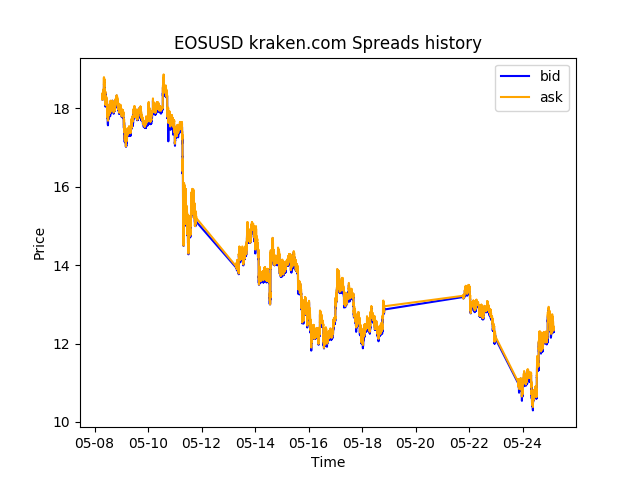 EOSUSD kraken.com Spreads history
bid
ask
Price
18
16
14
12
10
05-08 05-10 05-12 05-14 05-16 05-18 05-20 05-22 05-24
Time